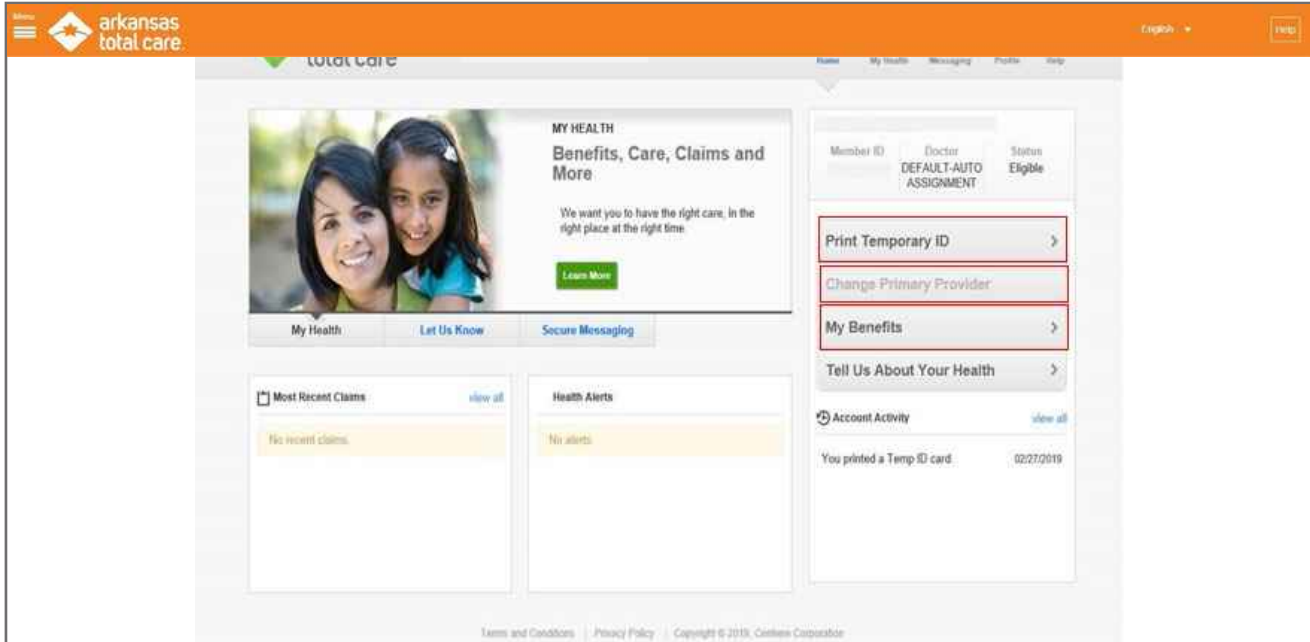 Menu
arkansas
total care.
English
Help
total care
Home My Health Messaging Profile Help
MY HEALTH
Benefits, Care, Claims and
More
We want you to have the right care, in the
right place at the right time.
Learn More
My Health Let Us Know Secure Messaging
Most Recent Claims view all
No recent claims.
Health Alerts
No alerts
Member ID Doctor Status
DEFAULT-AUTO Eligible
ASSIGNMENT
Print Temporary ID
Change Primary Provider
My Benefits
Tell Us About Your Health
Account Activity view all
You printed a Temp ID card. 02/27/2019
Terms and Conditions | Privacy Policy | Copyright © 2019, Centene Corporation